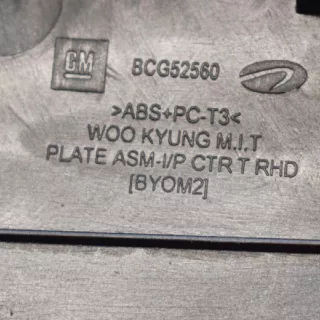 GM BCG52560
>ABS+PC-T3<
WOO KYUNG M.I.T
PLATE ASM-I/P CTR T RHD
[BYOM2]